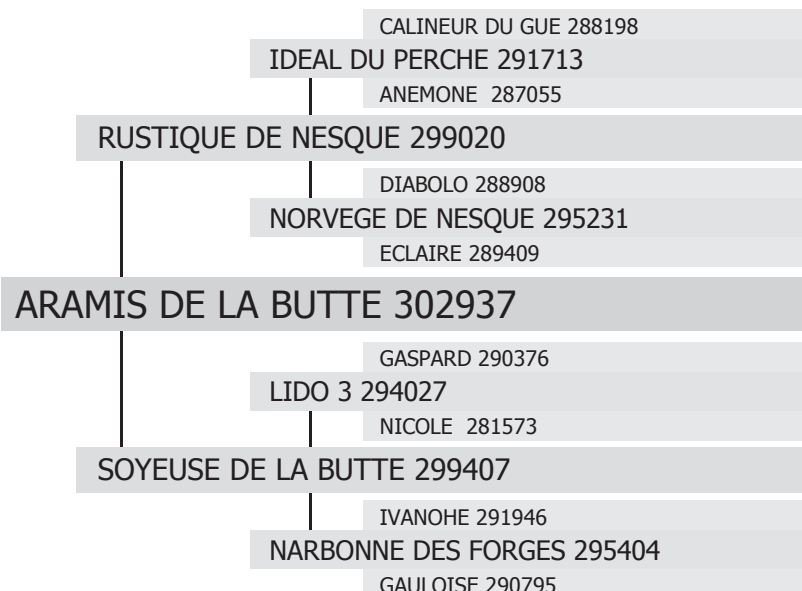 CALINEUR DU GUE 288198
IDEAL DU PERCHE 291713
ANEMONE  287055
RUSTIQUE DE NESQUE 299020
DIABOLO 288908
NORVEGE DE NESQUE 295231
ECLAIRE 289409
ARAMIS DE LA BUTTE 302937
GASPARD 290376
LIDO 3 294027
NICOLE  281573
SOYEUSE DE LA BUTTE 299407
IVANOHE 291946
NARBONNE DES FORGES 295404
GAULOISE 290795